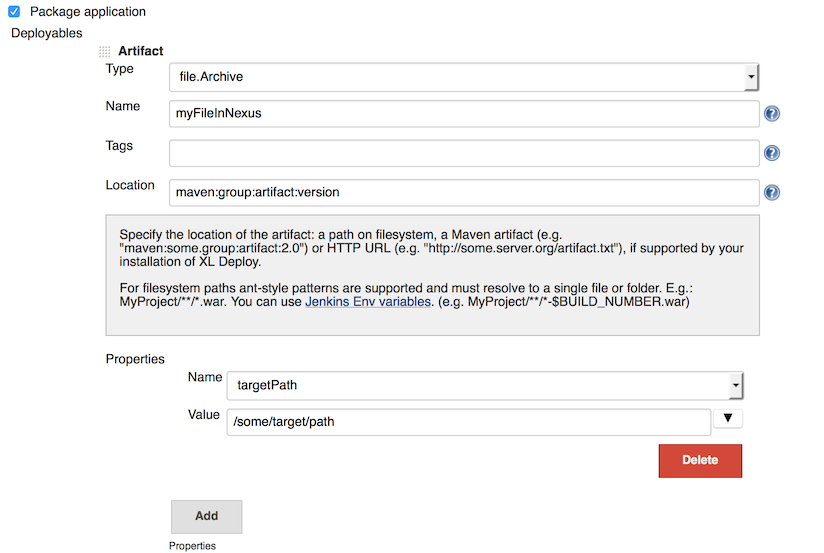 Package application
Deployables
Artifact
Type
file.Archive
Name
myFileInNexus
?
Tags
?
Location
maven:group:artifact:version
?
Specify the location of the artifact: a path on filesystem, a Maven artifact (e.g.
"maven:some.group:artifact:2.0") or HTTP URL (e.g. "http://some.server.org/artifact.txt"), if supported by your
installation of XL Deploy.
For filesystem paths ant-style patterns are supported and must resolve to a single file or folder. E.g.:
MyProject/**/*.war. You can use Jenkins Env variables. (e.g. MyProject/**/*-$BUILD_NUMBER.war)
Properties
Name
targetPath
Value
/some/target/path
Delete
Add
Properties